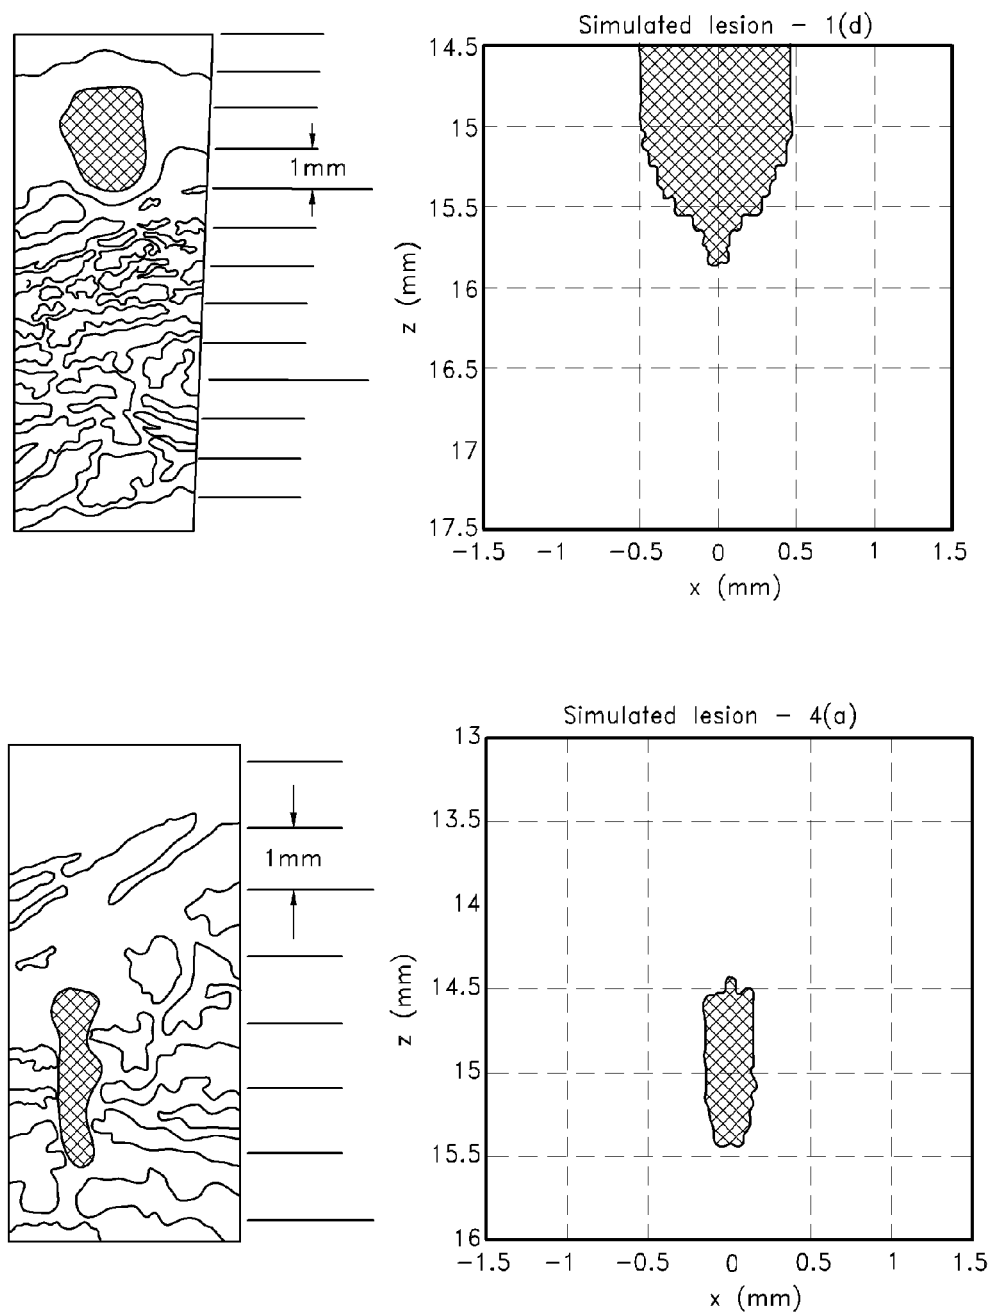 Simulated lesion - 1(d)
14.5
15
15.5
16
16.5
17
17.5
z (mm)
-1.5 -1 -0.5 0 0.5 1 1.5
x (mm)
1mm
Simulated lesion - 4(a)
13
13.5
14
14.5
15
15.5
16
z (mm)
-1.5 -1 -0.5 0 0.5 1 1.5
x (mm)
1mm